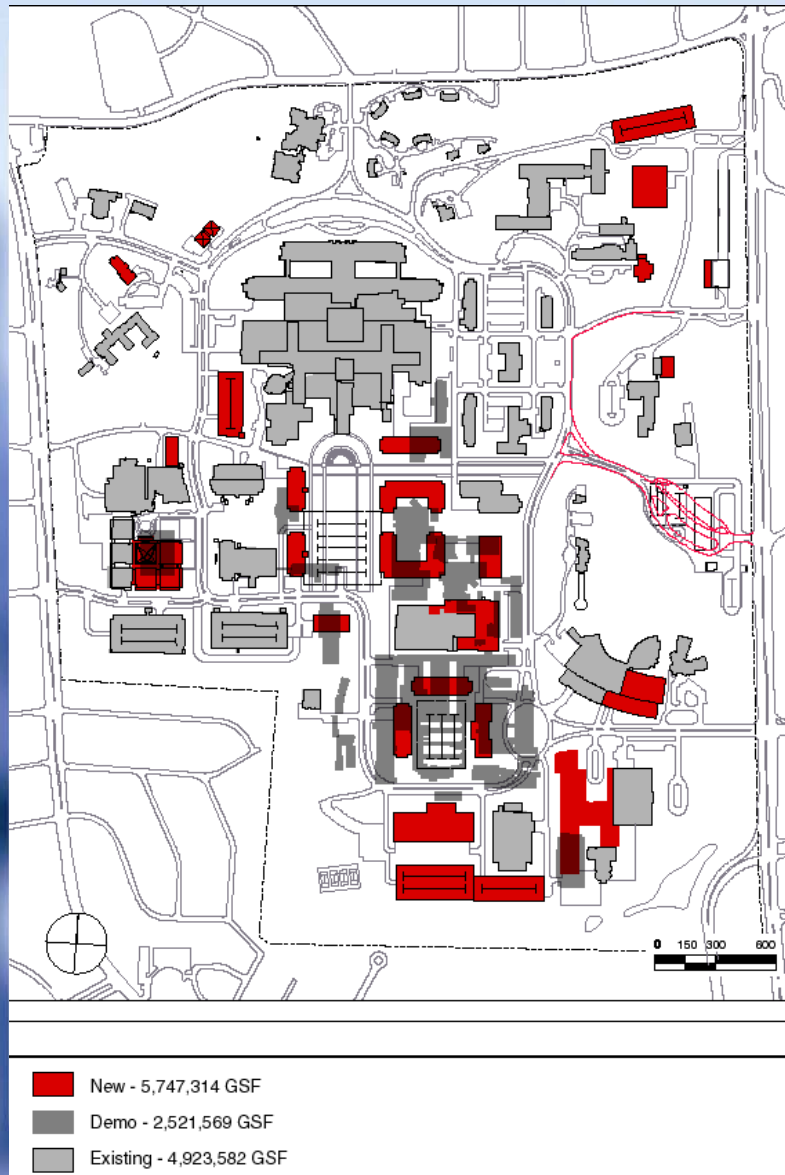 0 150 300 600
New - 5,747,314 GSF
Demo - 2,521,569 GSF
Existing - 4,923,582 GSF